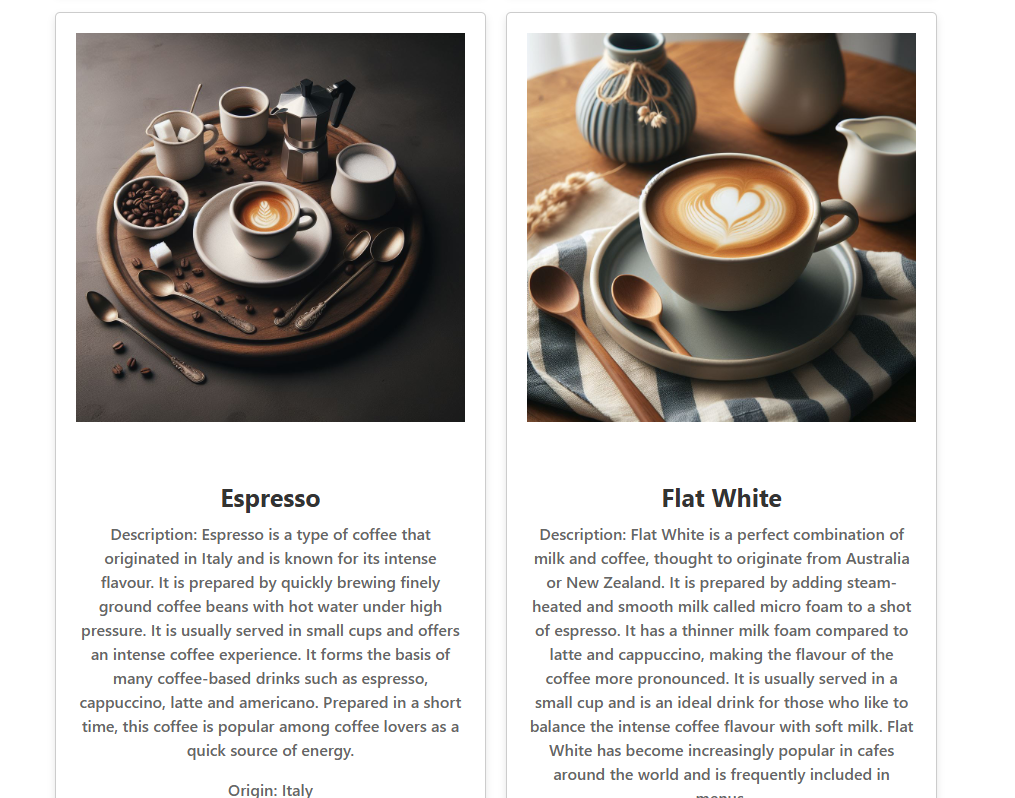 Espresso
Description: Espresso is a type of coffee that
originated in Italy and is known for its intense
flavour. It is prepared by quickly brewing finely
ground coffee beans with hot water under high
pressure. It is usually served in small cups and offers
an intense coffee experience. It forms the basis of
many coffee-based drinks such as espresso,
cappuccino, latte and americano. Prepared in a short
time, this coffee is popular among coffee lovers as a
quick source of energy.
Origin: Italy
Flat White
Description: Flat White is a perfect combination of
milk and coffee, thought to originate from Australia
or New Zealand. It is prepared by adding steam-
heated and smooth milk called micro foam to a shot
of espresso. It has a thinner milk foam compared to
latte and cappuccino, making the flavour of the
coffee more pronounced. It is usually served in a
small cup and is an ideal drink for those who like to
balance the intense coffee flavour with soft milk. Flat
White has become increasingly popular in cafes
around the world and is frequently included in